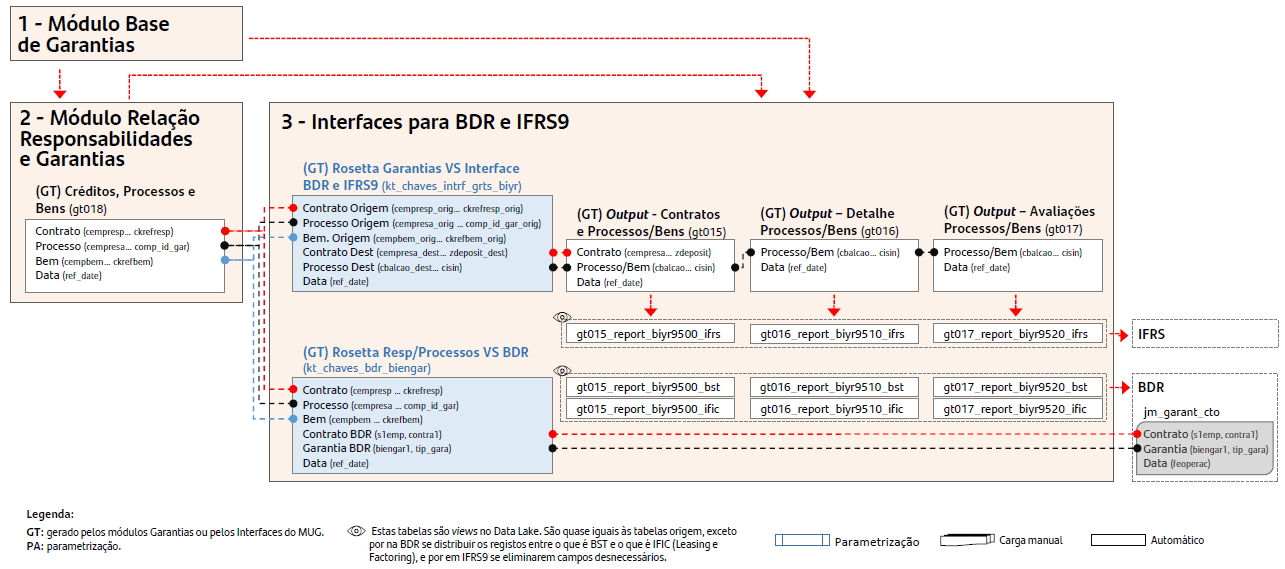 1 - Módulo Base
de Garantias
2 - Módulo Relação
Responsabilidades
e Garantias
(GT) Créditos, Processos e
Bens (gt018)
Contrato (cempresp... ckrefresp)
Processo (cempresa... comp_id_gar)
Bem (cempbem... ckrefbem)
Data (ref_date)
3 - Interfaces para BDR e IFRS9
(GT) Rosetta Garantias VS Interface
BDR e IFRS9 (kt_chaves_intrf_grts_biyr)
Contrato Origem (cempresp_orig... ckrefresp_orig)
Processo Origem (cempresa_orig ... comp_id_gar_orig)
Bem. Origem (cempbem_orig... ckrefbem_orig)
Contrato Dest (cempresa_dest... zdeposit_dest)
Processo Dest (cbalcao_dest... cisin)
Data (ref_date)
(GT) Output - Contratos
e Processos/Bens (gt015)
Contrato (cempresa... zdeposit)
Processo/Bem (cbalcao... cisin)
Data (ref_date)
(GT) Output – Detalhe
Processos/Bens (gt016)
Processo/Bem (cbalcao... cisin)
Data (ref_date)
(GT) Output – Avaliações
Processos/Bens (gt017)
Processo/Bem (cbalcao... cisin)
Data (ref_date)
gt015_report_biyr9500_ifrs
gt016_report_biyr9510_ifrs
gt017_report_biyr9520_ifrs
IFRS
(GT) Rosetta Resp/Processos VS BDR
(kt_chaves_bdr_biengar)
Contrato (cempresp ... ckrefresp)
Processo (cempresa ... comp_id_gar)
Bem (cempbem ... ckrefbem)
Contrato BDR (s1emp, contra1)
Garantia BDR (biengar1, tip_gara)
Data (ref_date)
gt015_report_biyr9500_bst
gt016_report_biyr9510_bst
gt017_report_biyr9520_bst
gt015_report_biyr9500_ific
gt016_report_biyr9510_ific
gt017_report_biyr9520_ific
BDR
jm_garant_cto
Contrato (s1emp, contra1)
Garantia (biengar1, tip_gara)
Data (feoperac)
Legenda:
GT: gerado pelos módulos Garantias ou pelos Interfaces do MUG.
PA: parametrização.
Estas tabelas são views no Data Lake. São quase iguais às tabelas origem, exceto
por na BDR se distribuir os registos entre o que é BST e o que é IFIC (Leasing e
Factoring), e por em IFRS9 se eliminarem campos desnecessários.
Parametrização
Carga manual
Automático